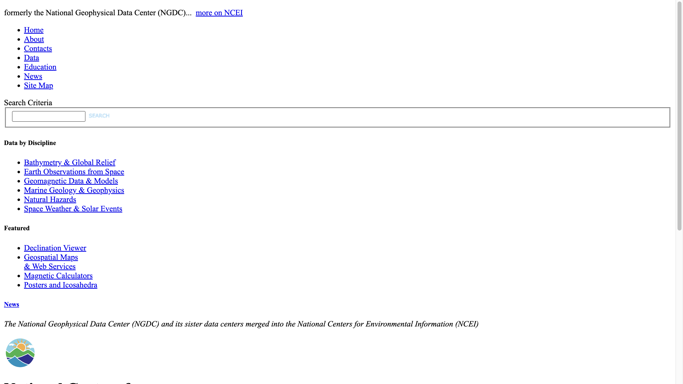 formerly the National Geophysical Data Center (NGDC)... more on NCEI
Home
About
Contacts
Data
Education
News
Site Map
Search Criteria
SEARCH
Data by Discipline
Bathymetry & Global Relief
Earth Observations from Space
Geomagnetic Data & Models
Marine Geology & Geophysics
Natural Hazards
Space Weather & Solar Events
Featured
Declination Viewer
Geospatial Maps
& Web Services
Magnetic Calculators
Posters and Icosahedra
News
The National Geophysical Data Center (NGDC) and its sister data centers merged into the National Centers for Environmental Information (NCEI)